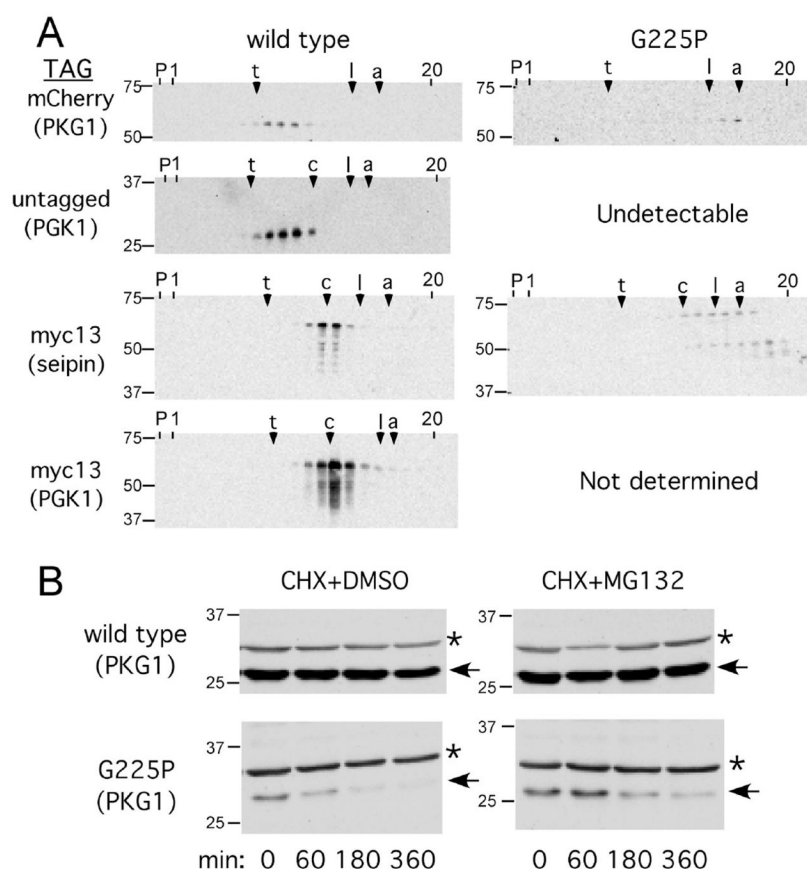 A
wild type
G225P
TAG
P 1 t l a 20
P 1 t l a 20
mCherry
(PKG1)
75
50
75
50
P 1 t c l a 20
untagged
(PGK1)
37
25
Undetectable
P 1 t c l a 20
P 1 t c l a 20
myc13
(seipin)
75
50
37
75
50
37
P 1 t c l a 20
myc13
(PGK1)
75
50
37
Not determined
B
CHX+DMSO
CHX+MG132
wild type
(PKG1)
37
25
*
37
25
*
G225P
(PKG1)
37
25
*
37
25
*
min: 0 60 180 360 0 60 180 360